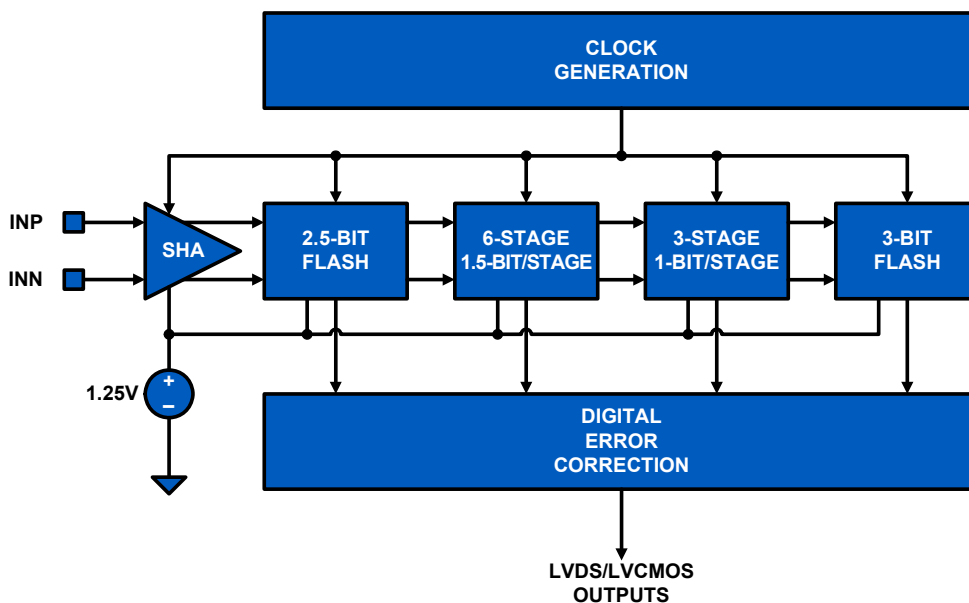 CLOCK
GENERATION
INP
INN
SHA
2.5-BIT
FLASH
6-STAGE
1.5-BIT/STAGE
3-STAGE
1-BIT/STAGE
3-BIT
FLASH
1.25V
+
–
DIGITAL
ERROR
CORRECTION
LVDS/LVCMOS
OUTPUTS